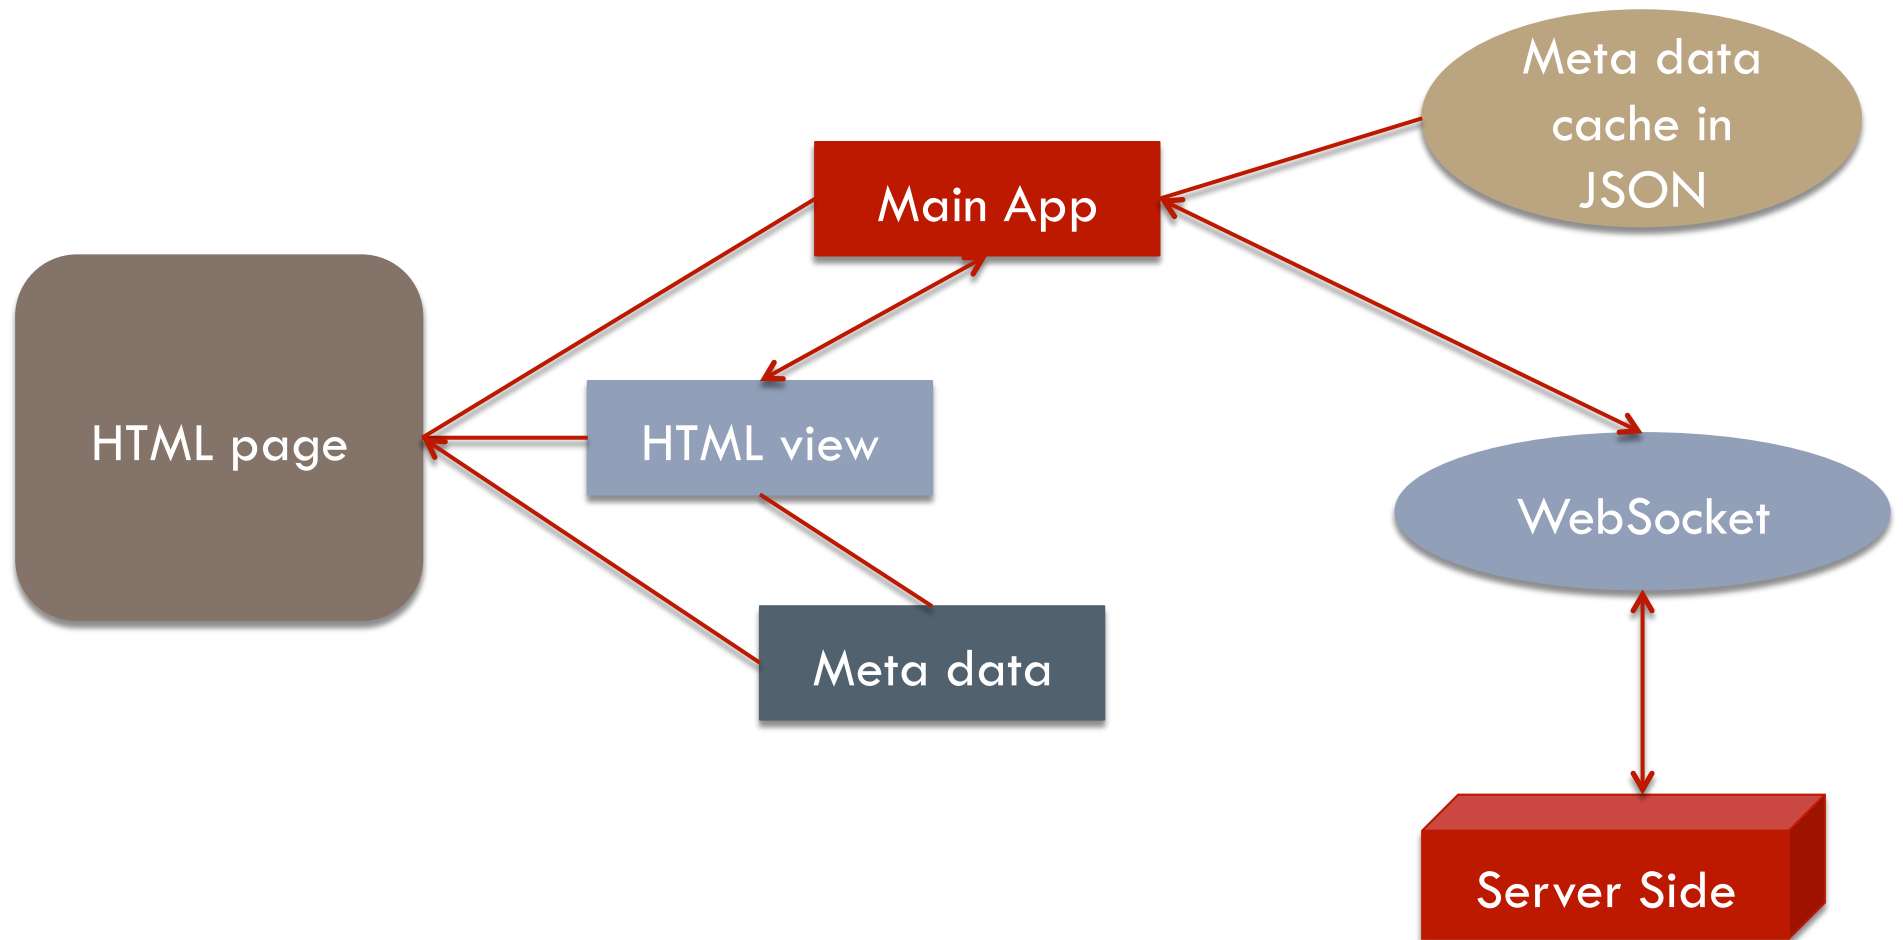 Meta data
cache in
JSON
Main App
HTML page
HTML view
WebSocket
Meta data
Server Side